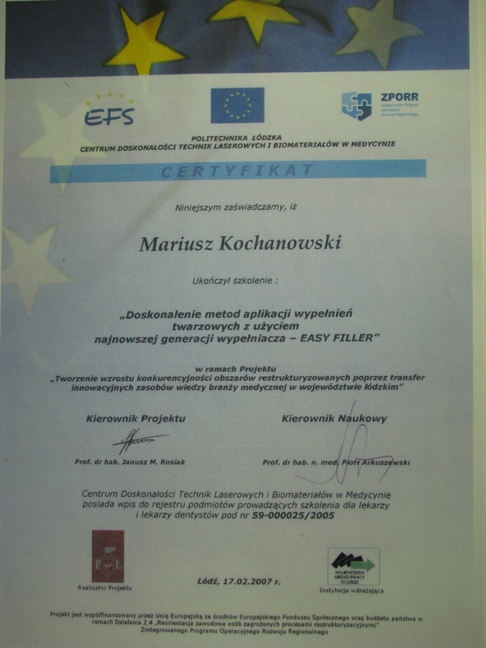 EFS
ZPORR
POLITECHNIKA ŁÓDZKA
CENTRUM DOSKONAŁOŚCI TECHNIK LASEROWYCH I BIOMATERIAŁÓW W MEDYCYNIE
CERTYFIKAT
Niniejszym zaświadczamy, iż
Mariusz Kochanowski
Ukończył szkolenie :
„Doskonalenie metod aplikacji wypełnień
twarzowych z użyciem
najnowszej generacji wypełniacza – EASY FILLER”
w ramach Projektu
„Tworzenie wzrostu konkurencyjności obszarów restrukturyzowanych poprzez transfer
innowacyjnych zasobów wiedzy branży medycznej w województwie łódzkim”
Kierownik Projektu
Kierownik Naukowy
Prof. dr hab. Janusz M. Rosiak
Prof. dr hab. n. med. Piotr Arkuszewski
Centrum Doskonałości Technik Laserowych i Biomateriałów w Medycynie
posiada wpis do rejestru podmiotów prowadzących szkolenia dla lekarzy
i lekarzy dentystów pod nr 59-000025/2005
P Ł
WOJEWÓDZKI
URZĄD PRACY
W ŁODZI
Realizator Projektu
Łódź, 17.02.2007 r.
Instytucja wdrażająca
Projekt jest współfinansowany przez Unię Europejską ze środków Europejskiego Funduszu Społecznego oraz budżetu państwa w
ramach Działania 2.4 „Reorientacja zawodowa osób zagrożonych procesami restrukturyzacyjnymi”
Zintegrowanego Programu Operacyjnego Rozwoju Regionalnego